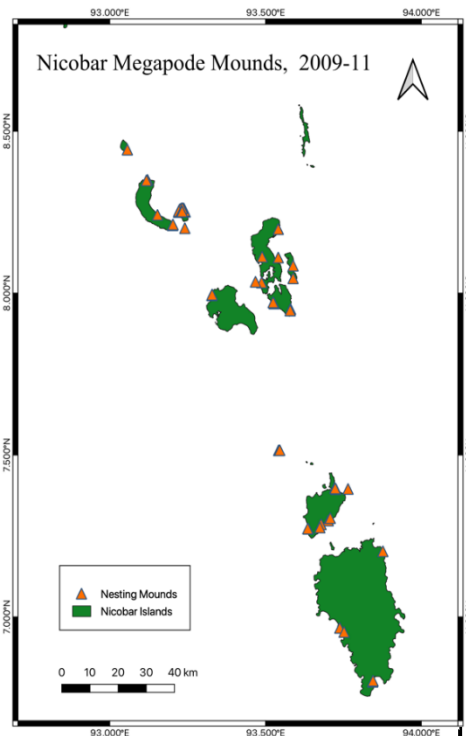 93.000°E 93.500°E 94.000°E
Nicobar Megapode Mounds, 2009-11
8.500°N
8.000°N
7.500°N
7.000°N
Nesting Mounds
Nicobar Islands
0 10 20 30 40 km
93.000°E 93.500°E 94.000°E